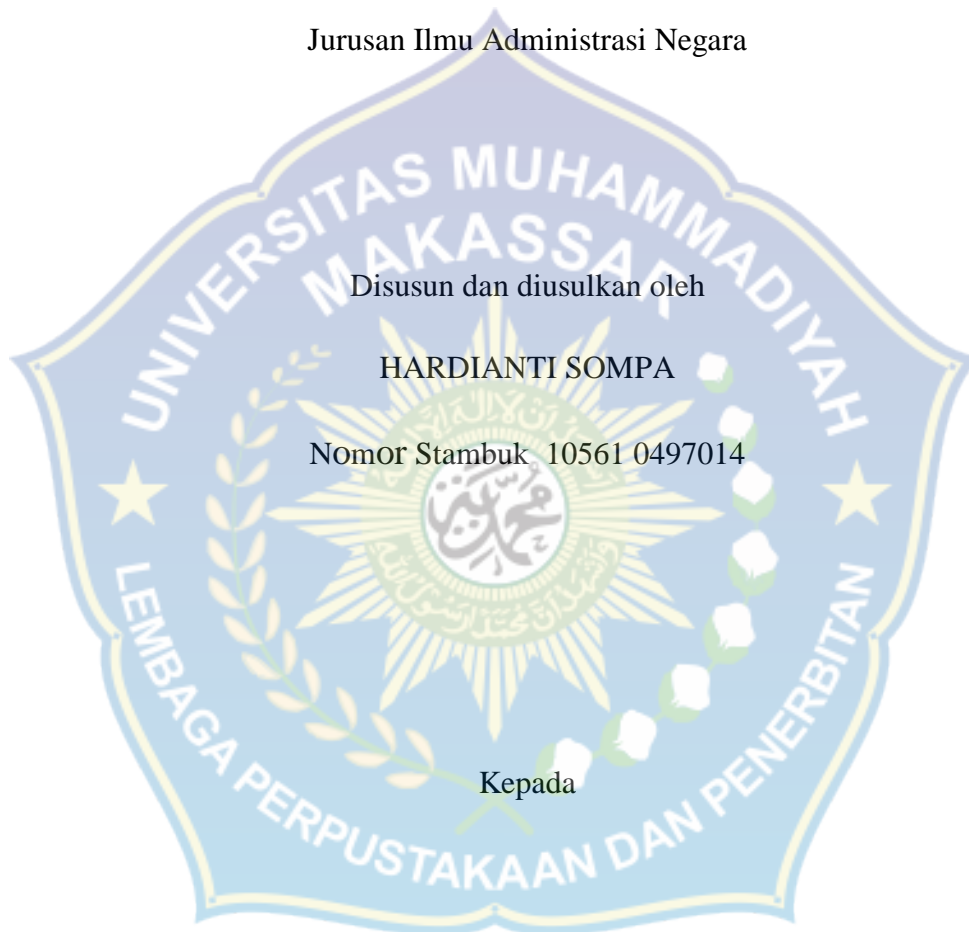 Jurusan Ilmu Administrasi Negara
UNIVERSITAS MUHAMMADIYAH
MAKASSAR
Disusun dan diusulkan oleh
HARDIANTI SOMPA
Nomor Stambuk 10561 0497014
Kepada
LEMBAGA PERPUSTAKAAN DAN PENERBITAN